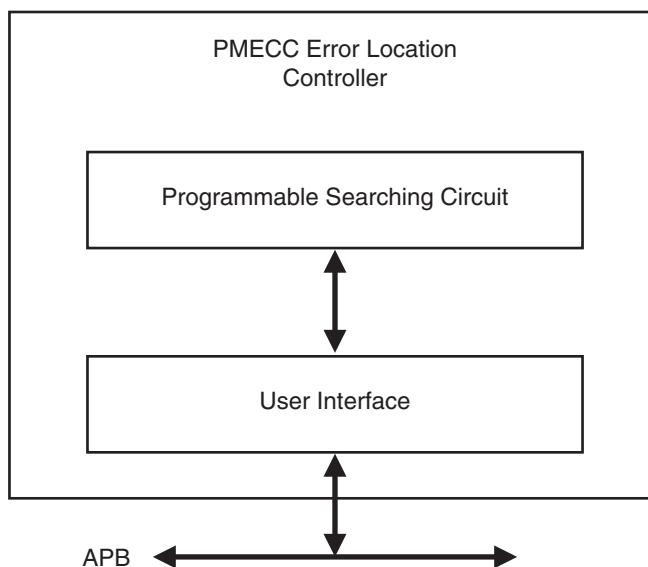 PMECC Error Location
Controller
Programmable Searching Circuit
User Interface
APB